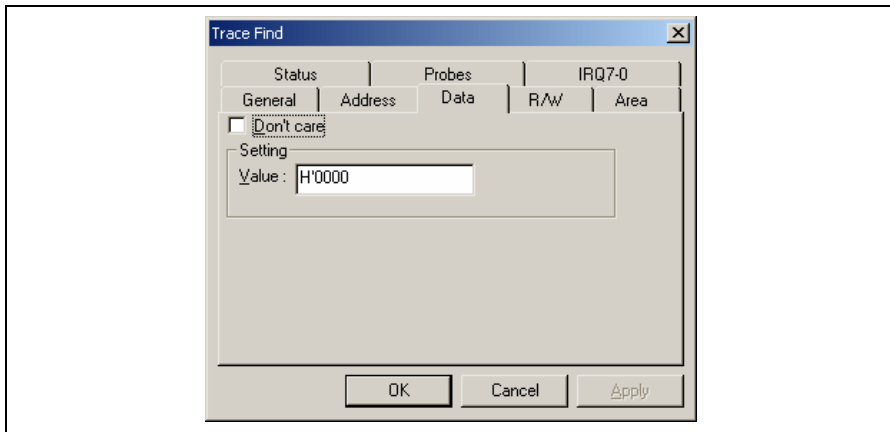 Trace Find
Status Probes IRQ7-0
General Address Data R/W Area
Don't care
Setting
Value : H'0000
OK Cancel Apply